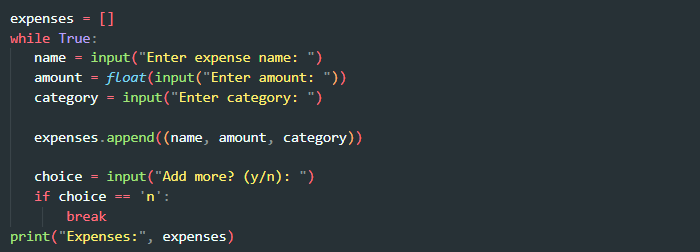 expenses = []
while True:
    name = input("Enter expense name: ")
    amount = float(input("Enter amount: "))
    category = input("Enter category: ")

    expenses.append((name, amount, category))

    choice = input("Add more? (y/n): ")
    if choice == 'n':
        break
print("Expenses:", expenses)